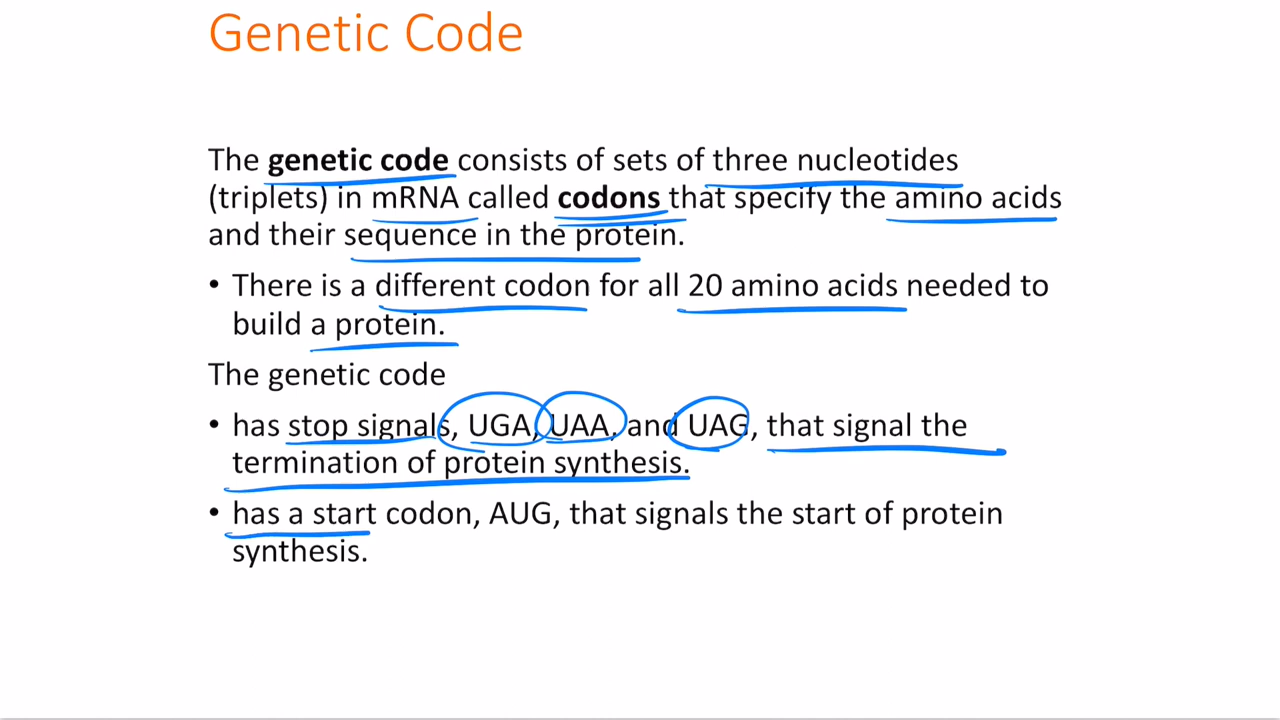 Genetic Code
The genetic code consists of sets of three nucleotides
(triplets) in mRNA called codons that specify the amino acids
and their sequence in the protein.
• There is a different codon for all 20 amino acids needed to
build a protein.
The genetic code
• has stop signals, UGA, UAA, and UAG, that signal the
termination of protein synthesis.
• has a start codon, AUG, that signals the start of protein
synthesis.